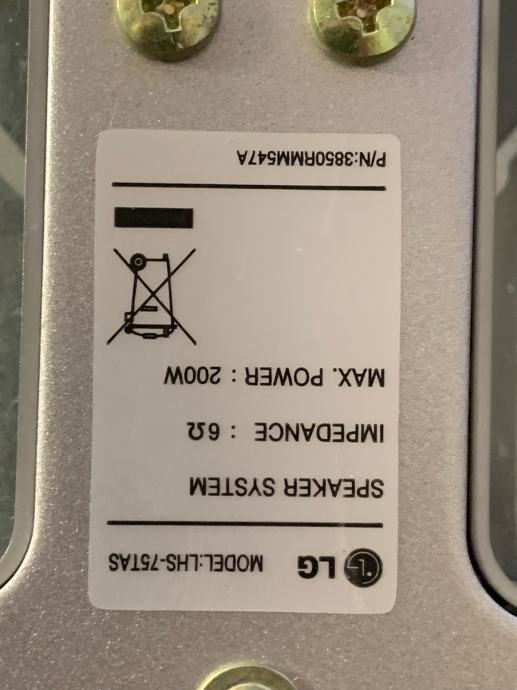 LG MODEL:LHS-75TAS
SPEAKER SYSTEM
IMPEDANCE : 6Ω
MAX. POWER : 200W
P/N:3850RMM547A